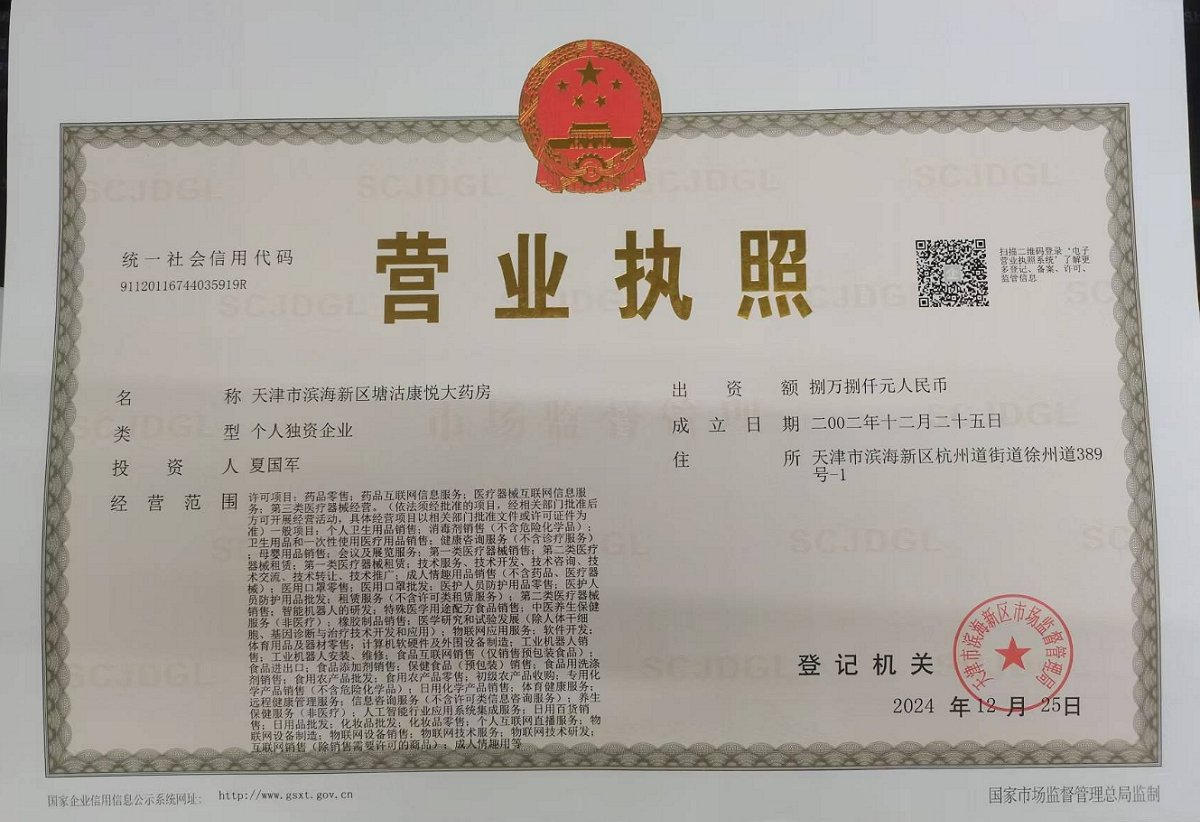 营业执照
统一社会信用代码
91120116744035919R
扫描二维码登录"电子
营业执照系统"了解更
多登记、备案、许可、
监管信息
名称 天津市滨海新区塘沽康悦大药房
类型 个人独资企业
投资人 夏国军
经营范围 许可项目：药品零售；药品互联网信息服务；医疗器械互联网信息服
务；第三类医疗器械经营。（依法须经批准的项目，经相关部门批准后
方可开展经营活动，具体经营项目以相关部门批准文件或许可证件为
准）一般项目：个人卫生用品销售；消毒剂销售（不含危险化学品）；
卫生用品和一次性使用医疗用品销售；健康咨询服务（不含诊疗服务）
；母婴用品销售；会议及展览服务；第一类医疗器械销售；第二类医疗
器械租赁；第一类医疗器械租赁；技术服务、技术开发、技术咨询、技
术交流、技术转让、技术推广；成人情趣用品销售（不含药品、医疗器
械）；医用口罩零售；医用口罩批发；医护人员防护用品零售；医护人
员防护用品批发；租赁服务（不含许可类租赁服务）；第二类医疗器械
销售；智能机器人的研发；特殊医学用途配方食品销售；中医养生保健
服务（非医疗）；橡胶制品销售；医学研究和试验发展（除人体干细
胞、基因诊断与治疗技术开发和应用）；物联网应用服务；软件开发；
体育用品及器材零售；计算机软硬件及外围设备制造；工业机器人销
售；工业机器人安装、维修；食品互联网销售（仅销售预包装食品）；
食品进出口；食品添加剂销售；保健食品（预包装）销售；食品用洗涤
剂销售；食用农产品批发；食用农产品零售；初级农产品收购；专用化
学产品销售（不含危险化学品）；日用化学产品销售；体育健康服务；
远程健康管理服务；信息咨询服务（不含许可类信息咨询服务）；养生
保健服务（非医疗）；人工智能行业应用系统集成服务；日用百货销
售；日用品批发；化妆品批发；化妆品零售；个人互联网直播服务；物
联网设备制造；物联网设备销售；物联网技术服务；物联网技术研发；
互联网销售（除销售需要许可的商品）；成人情趣用等
出资额 捌万捌仟元人民币
成立日期 二〇〇二年十二月二十五日
住所 天津市滨海新区杭州道街道徐州道389
号-1
登记机关
天津市滨海新区市场监督管理局
2024 年 12 月 25 日
国家企业信用信息公示系统网址： http://www.gsxt.gov.cn
国家市场监督管理总局监制